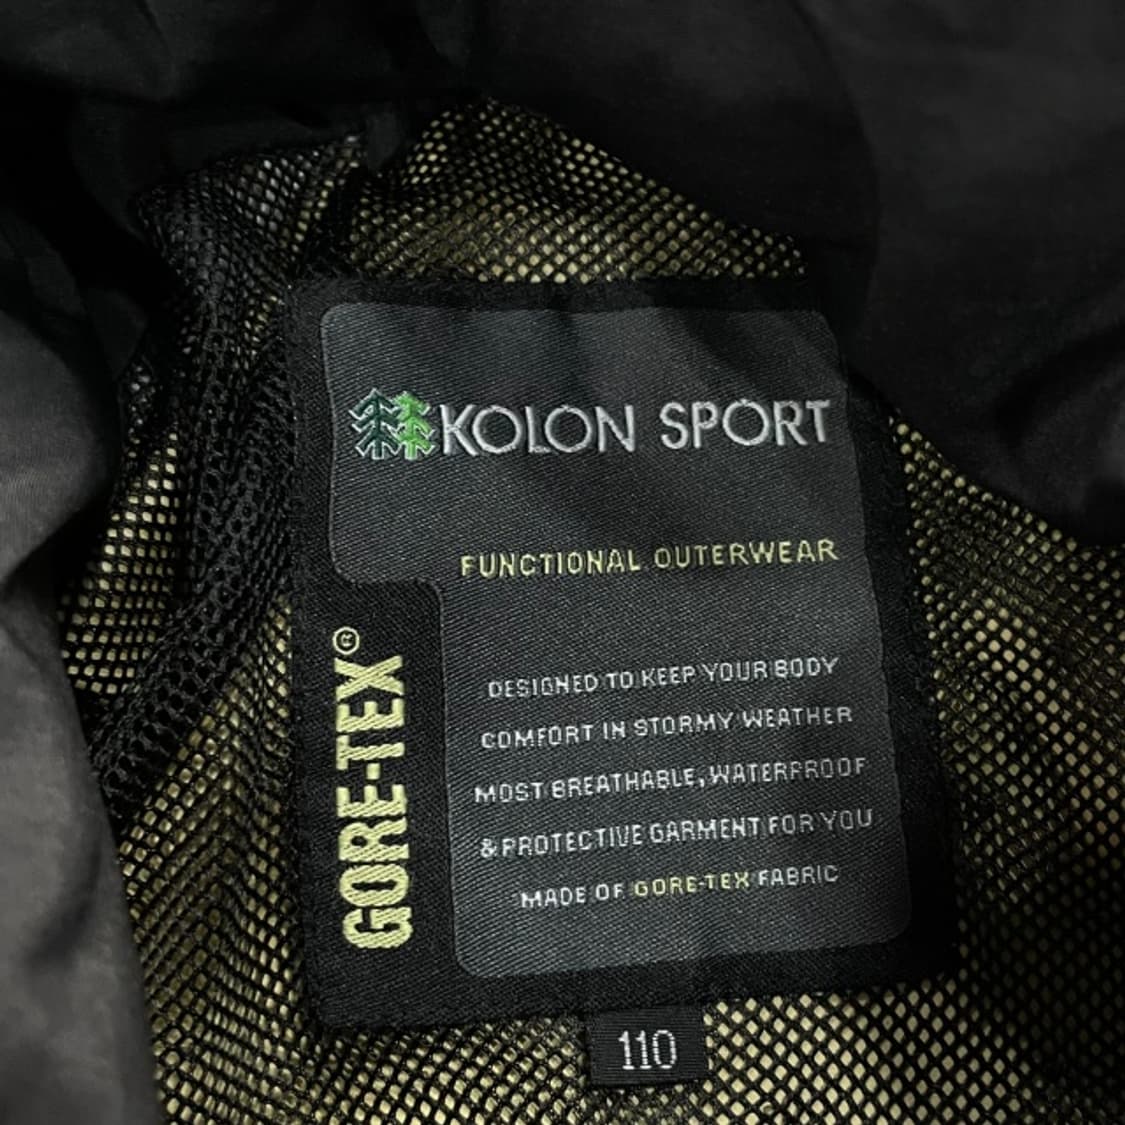 KOLON SPORT
FUNCTIONAL OUTERWEAR
GORE-TEX®
DESIGNED TO KEEP YOUR BODY
COMFORT IN STORMY WEATHER
MOST BREATHABLE, WATERPROOF
& PROTECTIVE GARMENT FOR YOU
MADE OF GORE-TEX FABRIC
110